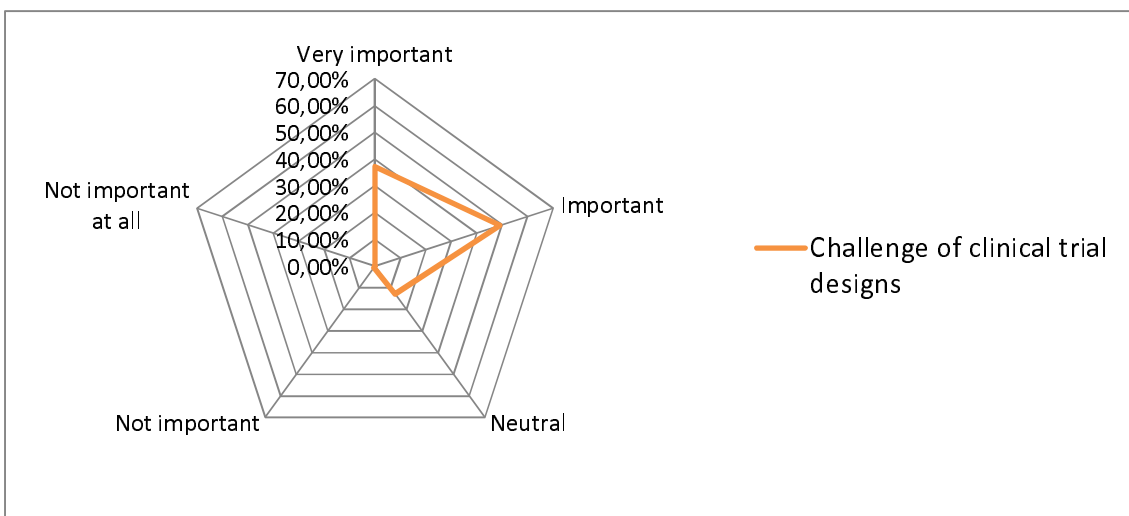 Very important
70,00%
60,00%
50,00%
40,00%
30,00%
20,00%
10,00%
0,00%
Important
Neutral
Not important
Not important
at all
Challenge of clinical trial
designs